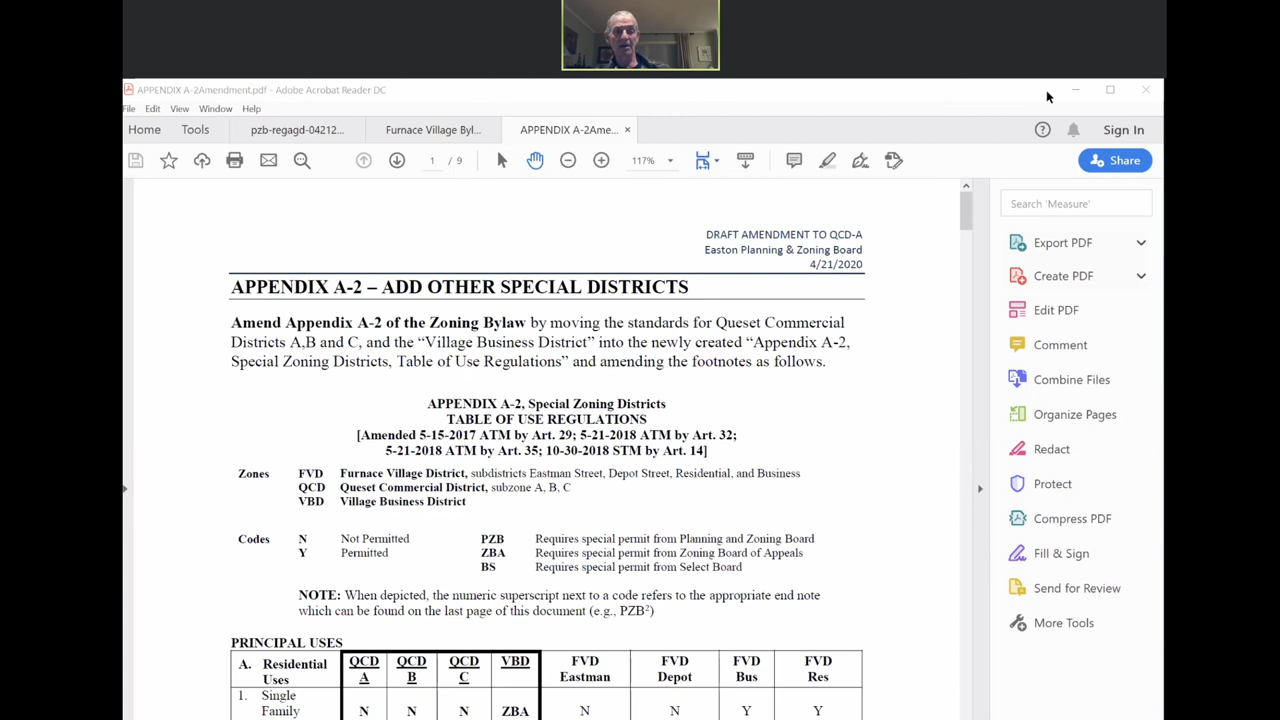 APPENDIX A-2Amendment.pdf - Adobe Acrobat Reader DC
File Edit View Window Help
Home Tools pzb-regagd-04212... Furnace Village Byl... APPENDIX A-2Ame... × Sign In
1 / 9 117% Share
Search 'Measure'
Export PDF
Create PDF
Edit PDF
Comment
Combine Files
Organize Pages
Redact
Protect
Compress PDF
Fill & Sign
Send for Review
More Tools
DRAFT AMENDMENT TO QCD-A
Easton Planning & Zoning Board
4/21/2020
APPENDIX A-2 – ADD OTHER SPECIAL DISTRICTS
Amend Appendix A-2 of the Zoning Bylaw by moving the standards for Queset Commercial
Districts A,B and C, and the “Village Business District” into the newly created “Appendix A-2,
Special Zoning Districts, Table of Use Regulations” and amending the footnotes as follows.
APPENDIX A-2, Special Zoning Districts
TABLE OF USE REGULATIONS
[Amended 5-15-2017 ATM by Art. 29; 5-21-2018 ATM by Art. 32;
5-21-2018 ATM by Art. 35; 10-30-2018 STM by Art. 14]
Zones FVD Furnace Village District, subdistricts Eastman Street, Depot Street, Residential, and Business
QCD Queset Commercial District, subzone A, B, C
VBD Village Business District
Codes N Not Permitted PZB Requires special permit from Planning and Zoning Board
Y Permitted ZBA Requires special permit from Zoning Board of Appeals
BS Requires special permit from Select Board
NOTE: When depicted, the numeric superscript next to a code refers to the appropriate end note
which can be found on the last page of this document (e.g., PZB²)
PRINCIPAL USES
A. Residential QCD QCD QCD VBD FVD FVD FVD FVD
Uses A B C Eastman Depot Bus Res
1. Single
Family N N N ZBA N N Y Y